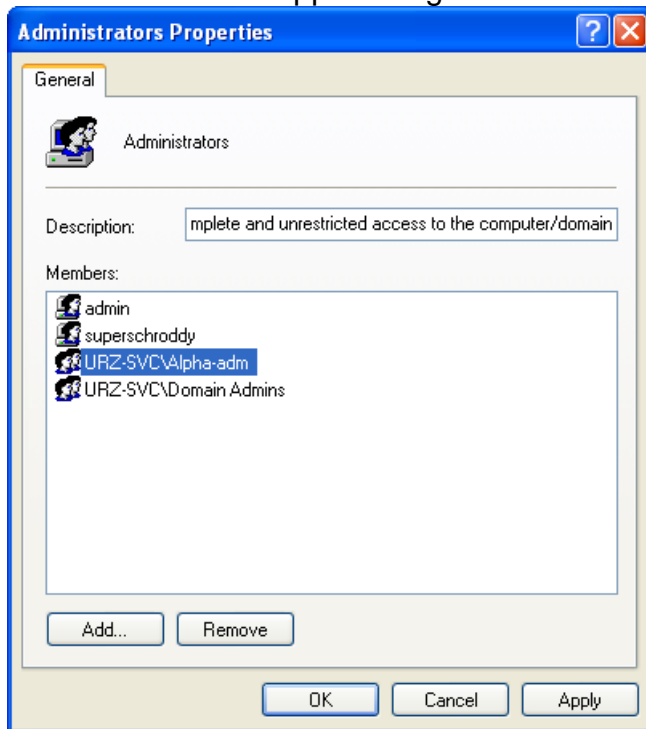 Administrators Properties
General
Administrators
Description: mplete and unrestricted access to the computer/domain
Members:
admin
superschroddy
URZ-SVC\Alpha-adm
URZ-SVC\Domain Admins
Add... Remove
OK Cancel Apply